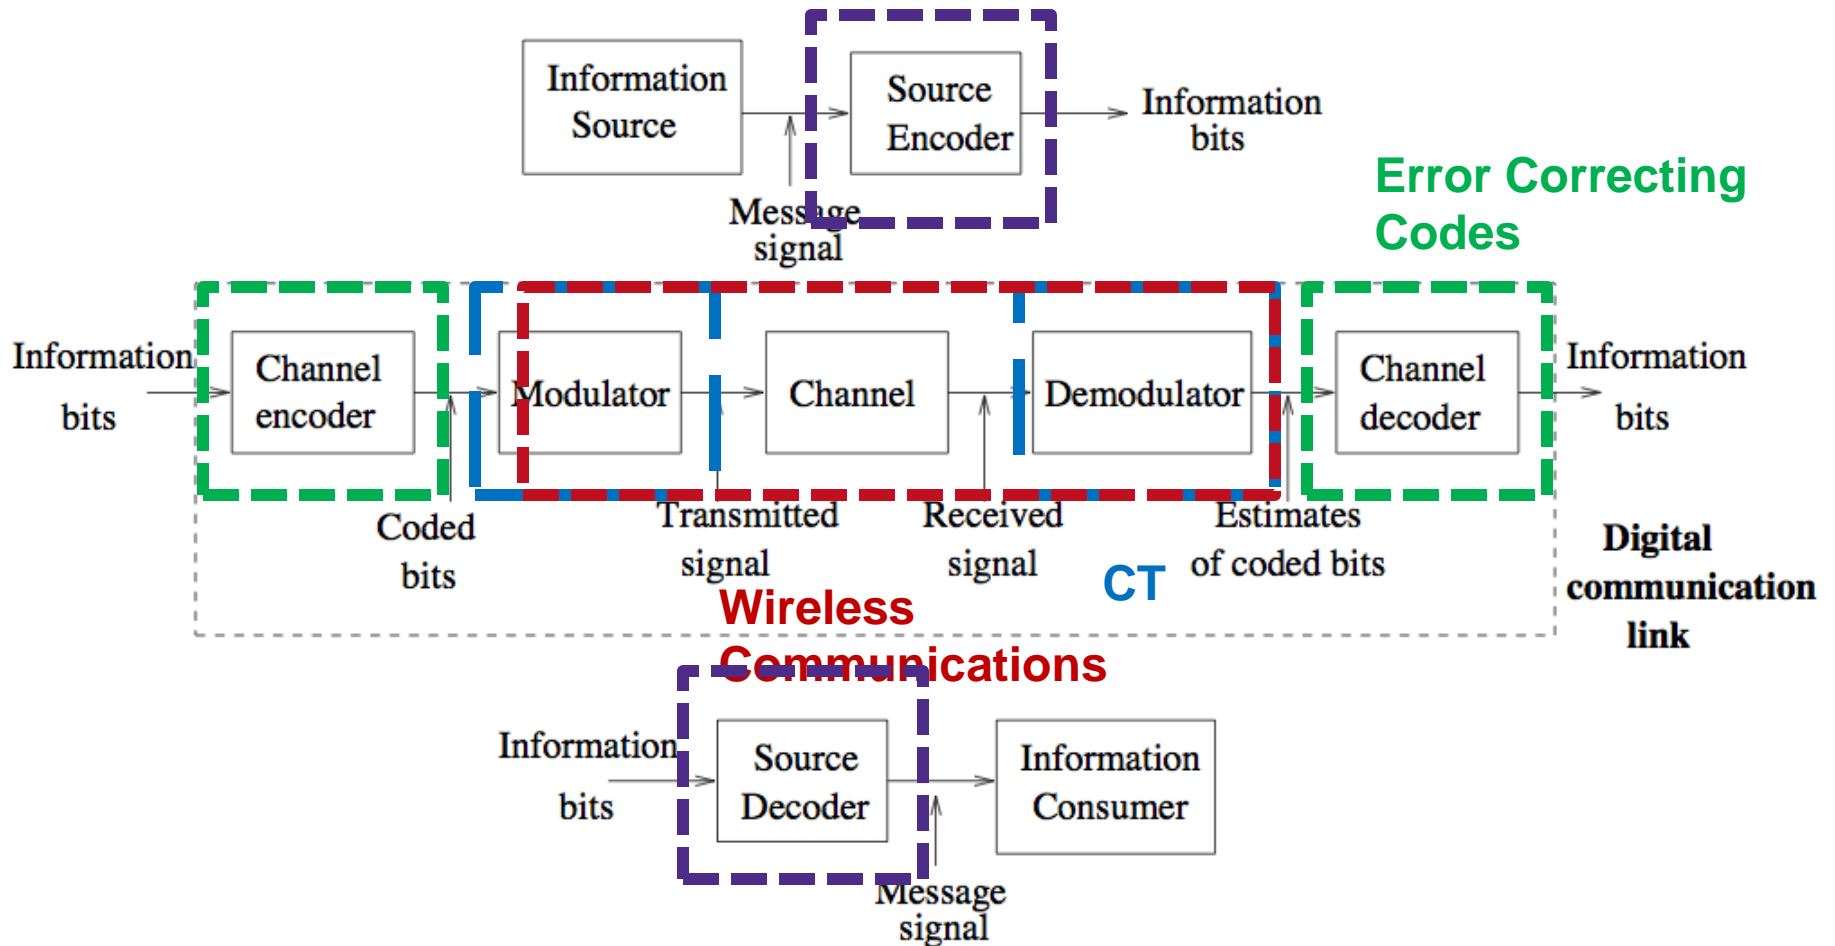 Information
Source
Source
Encoder
Information
bits
Message
signal
Error Correcting
Codes
Information
bits
Channel
encoder
Modulator
Channel
Demodulator
Channel
decoder
Information
bits
Coded
bits
Transmitted
signal
Received
signal
Estimates
of coded bits
CT
Digital
communication
link
Wireless
Communications
Information
bits
Source
Decoder
Information
Consumer
Message
signal